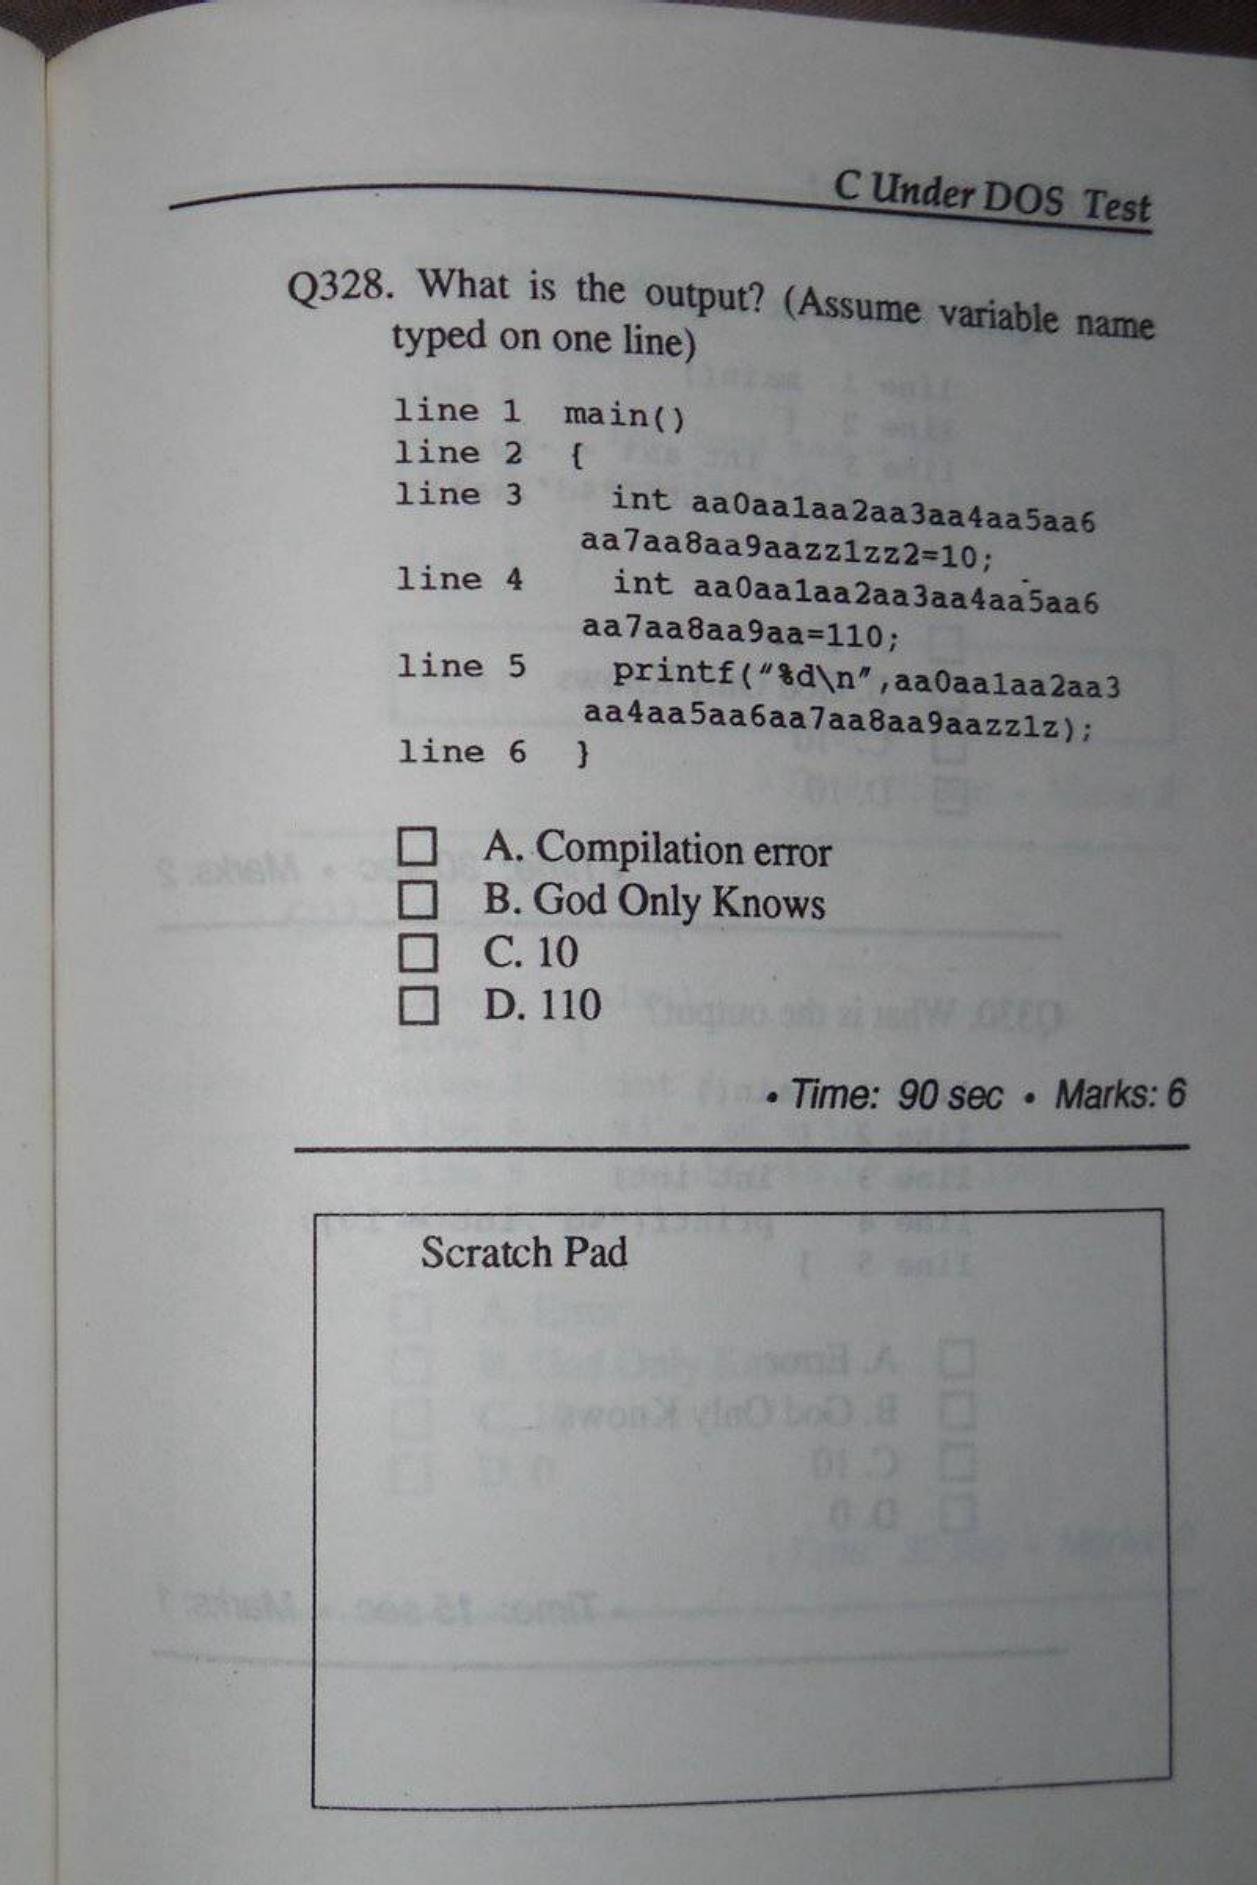 C Under DOS Test
Q328. What is the output? (Assume variable name
typed on one line)
line 1 main()
line 2 {
line 3 int aa0aa1aa2aa3aa4aa5aa6
aa7aa8aa9aazz1zz2=10;
line 4 int aa0aa1aa2aa3aa4aa5aa6
aa7aa8aa9aa=110;
line 5 printf("%d\n",aa0aa1aa2aa3
aa4aa5aa6aa7aa8aa9aazz1z);
line 6 }
A. Compilation error
B. God Only Knows
C. 10
D. 110
• Time: 90 sec • Marks: 6
Scratch Pad